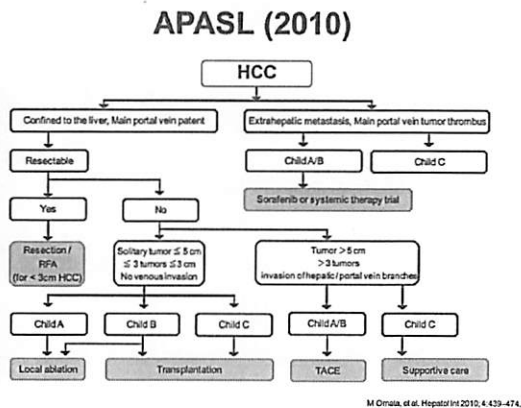 APASL (2010)
HCC
Confined to the liver, Main portal vein patent
Extrahepatic metastasis, Main portal vein tumor thrombus
Resectable
Child A/B
Child C
Yes
No
Sorafenib or systemic therapy trial
Resection /
RFA
(for < 3cm HCC)
Solitary tumor ≦ 5 cm
≦ 3 tumors ≦3 cm
No venous invasion
Tumor > 5 cm
> 3 tumors
invasion of hepatic / portal vein branches
Child A
Child B
Child C
Child A/B
Child C
Local ablation
Transplantation
TACE
Supportive care
M Omata, et al. Hepatol Int 2010; 4:439-474,